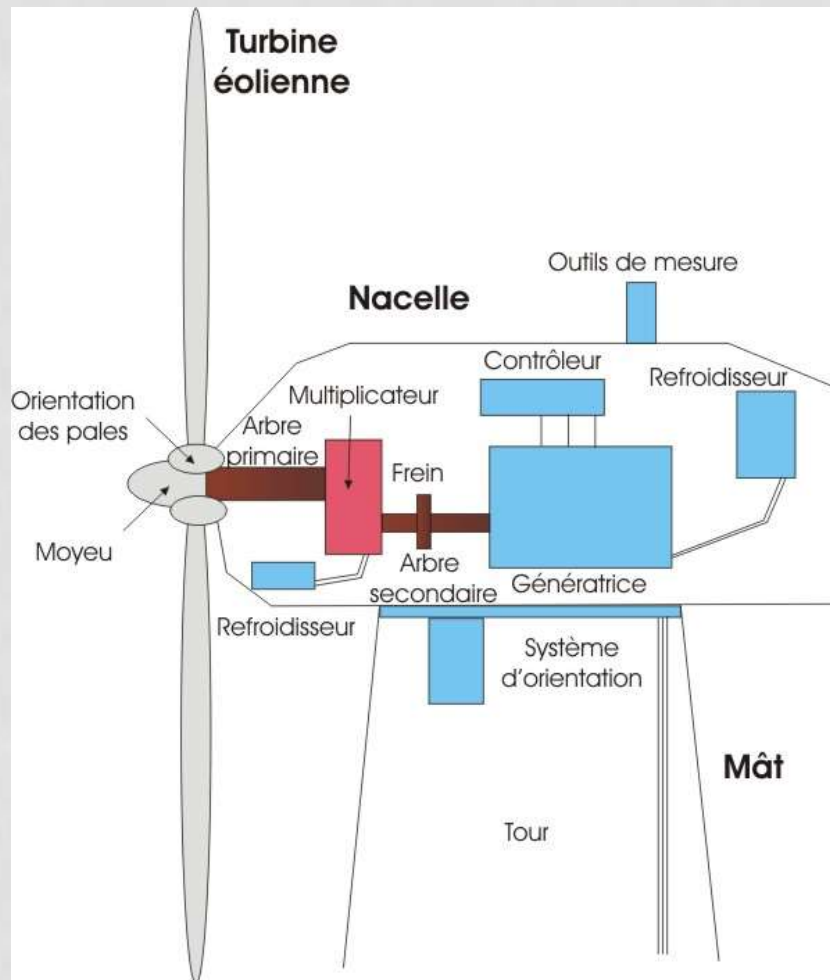 Turbine
éolienne
Outils de mesure
Nacelle
Contrôleur
Refroidisseur
Orientation
des pales
Multiplicateur
Arbre
primaire
Frein
Moyeu
Arbre
secondaire
Génératrice
Refroidisseur
Système
d'orientation
Mât
Tour